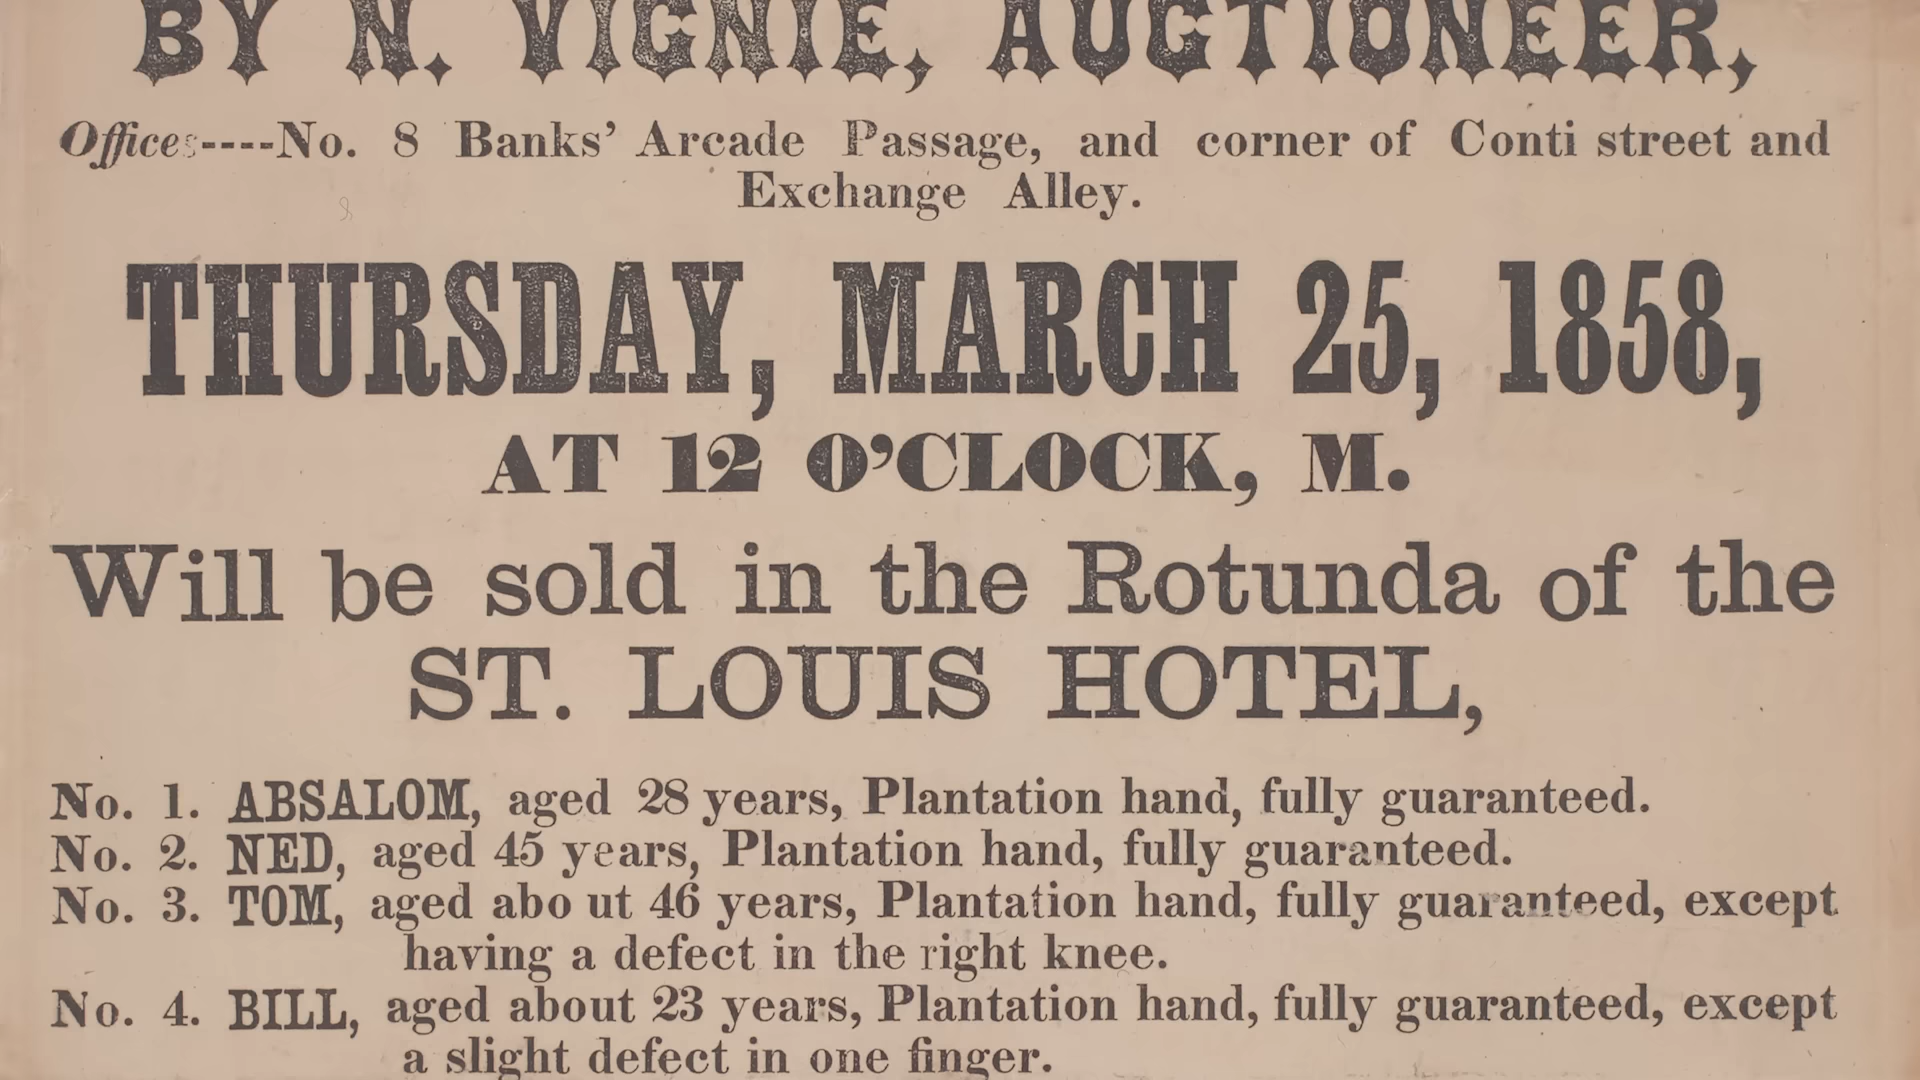 BY N. VIGNIE, AUCTIONEER,
Offices----No. 8 Banks' Arcade Passage, and corner of Conti street and
Exchange Alley.
THURSDAY, MARCH 25, 1858,
AT 12 O'CLOCK, M.
Will be sold in the Rotunda of the
ST. LOUIS HOTEL,
No. 1. ABSALOM, aged 28 years, Plantation hand, fully guaranteed.
No. 2. NED, aged 45 years, Plantation hand, fully guaranteed.
No. 3. TOM, aged abo ut 46 years, Plantation hand, fully guaranteed, except
having a defect in the right knee.
No. 4. BILL, aged about 23 years, Plantation hand, fully guaranteed, except
a slight defect in one finger.